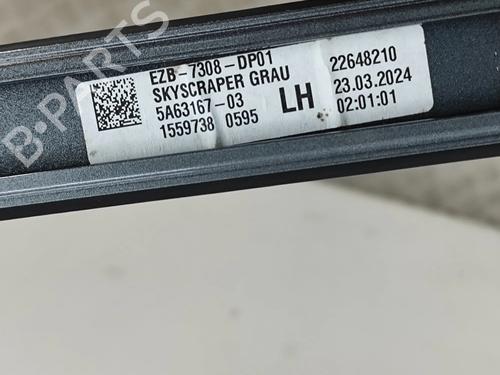 B-PARTS
EZB-7308-DP01
SKYSCRAPER GRAU
5A63167-03
1559738 0595
LH
22648210
23.03.2024
02:01:01